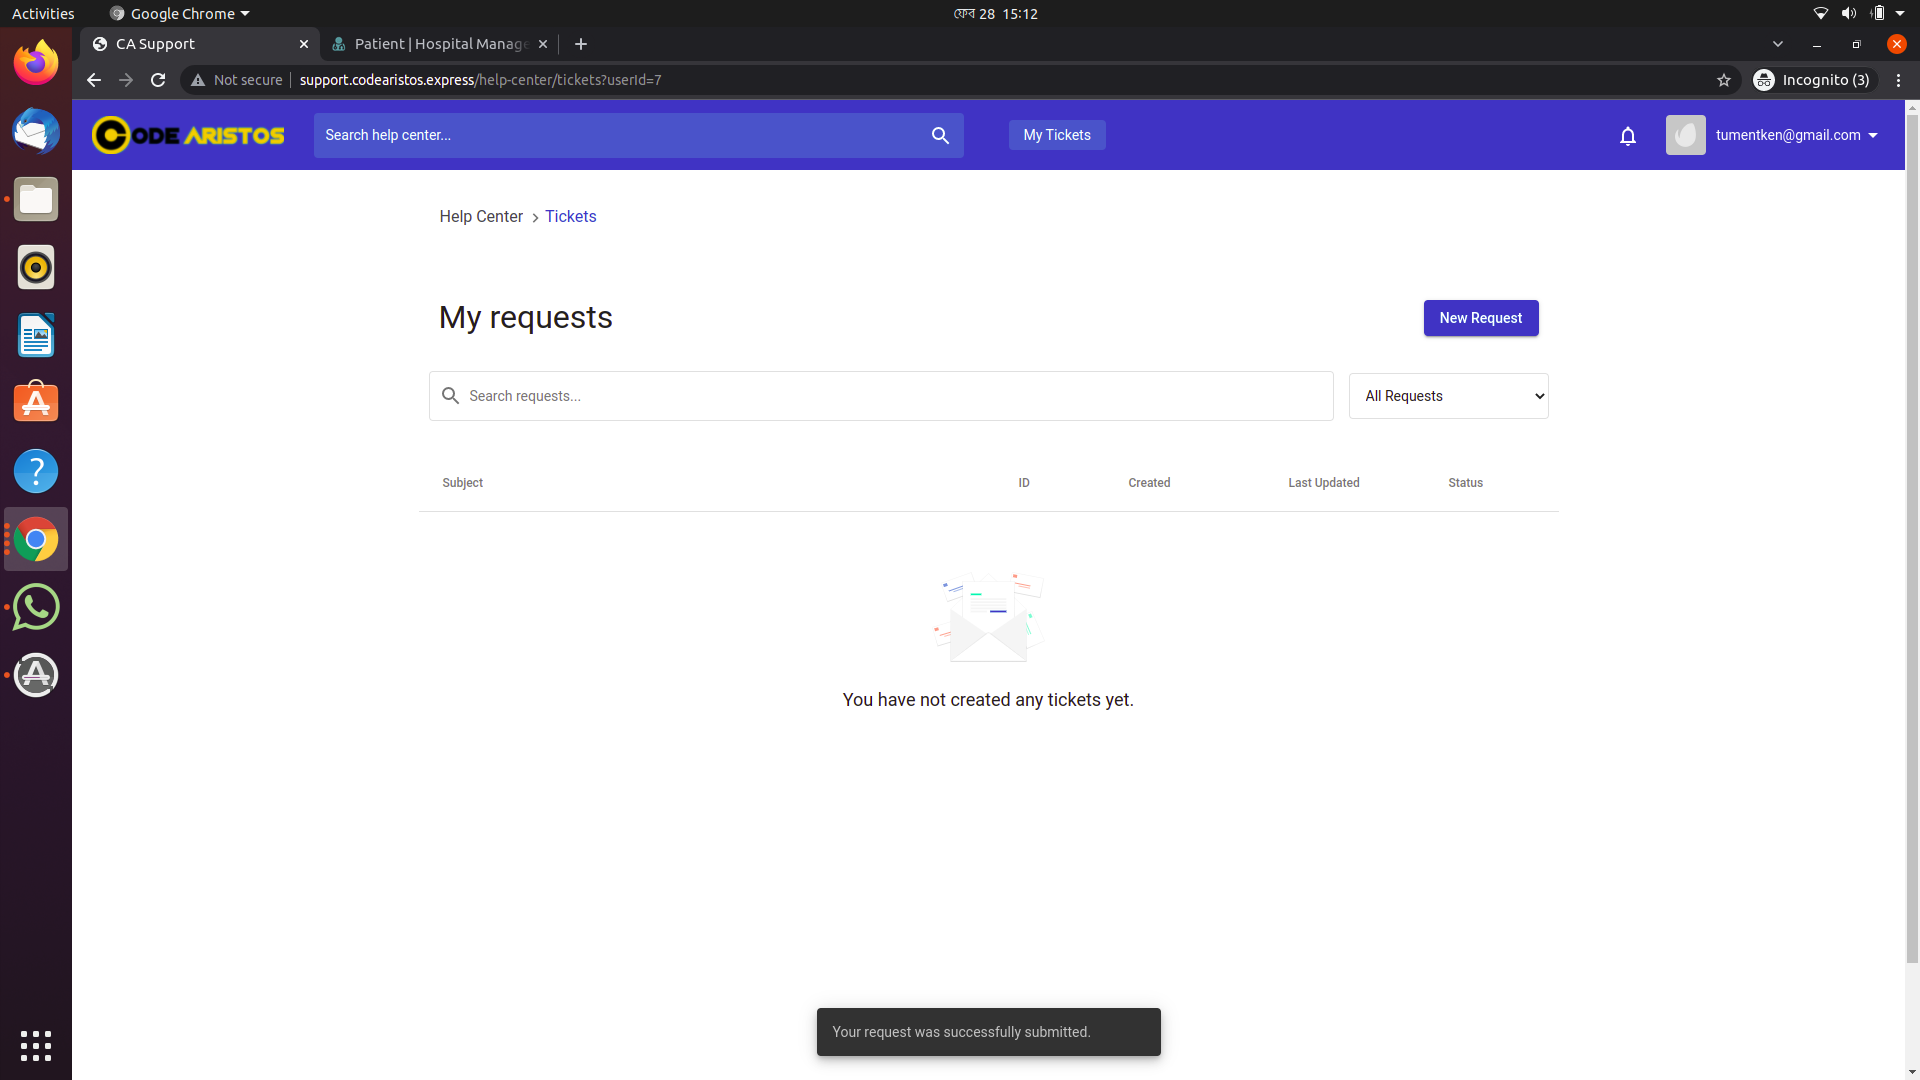 Activities
Google Chrome
ফেব 28 15:12
CA Support
Patient | Hospital Manage
Not secure
support.codearistos.express/help-center/tickets?userId=7
Incognito (3)
CODE ARISTOS
Search help center...
My Tickets
tumentken@gmail.com
Help Center
Tickets
My requests
New Request
Search requests...
All Requests
Subject
ID
Created
Last Updated
Status
You have not created any tickets yet.
Your request was successfully submitted.